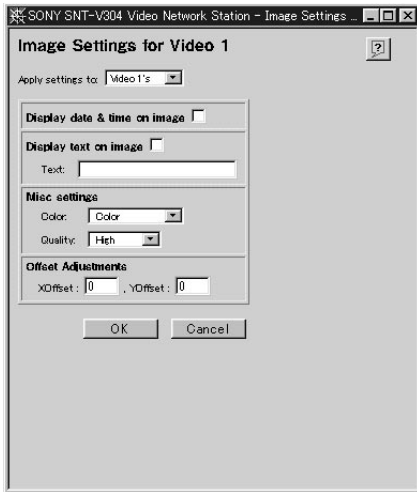 SONY SNT-V304 Video Network Station - Image Settings ...
Image Settings for Video 1
?
Apply settings to: Video 1's
Display date & time on image
Display text on image
Text:
Misc settings
Color: Color
Quality: High
Offset Adjustments
XOffset : 0 , YOffset : 0
OK Cancel